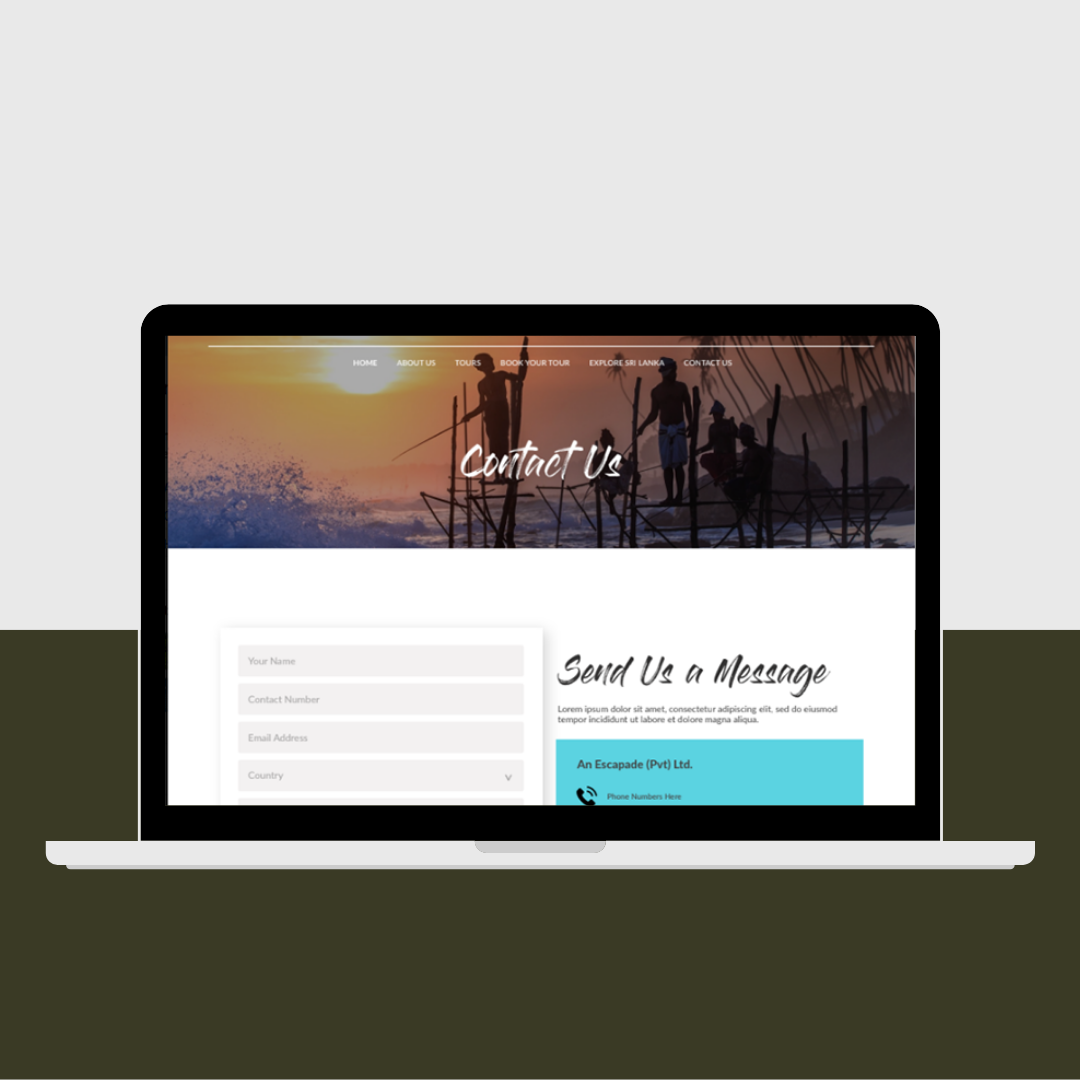 HOME ABOUT US TOURS BOOK YOUR TOUR EXPLORE SRI LANKA CONTACT US
Contact Us
Your Name
Contact Number
Email Address
Country
Send Us a Message
Lorem ipsum dolor sit amet, consectetur adipiscing elit, sed do eiusmod
tempor incididunt ut labore et dolore magna aliqua.
An Escapade (Pvt) Ltd.
Phone Numbers Here